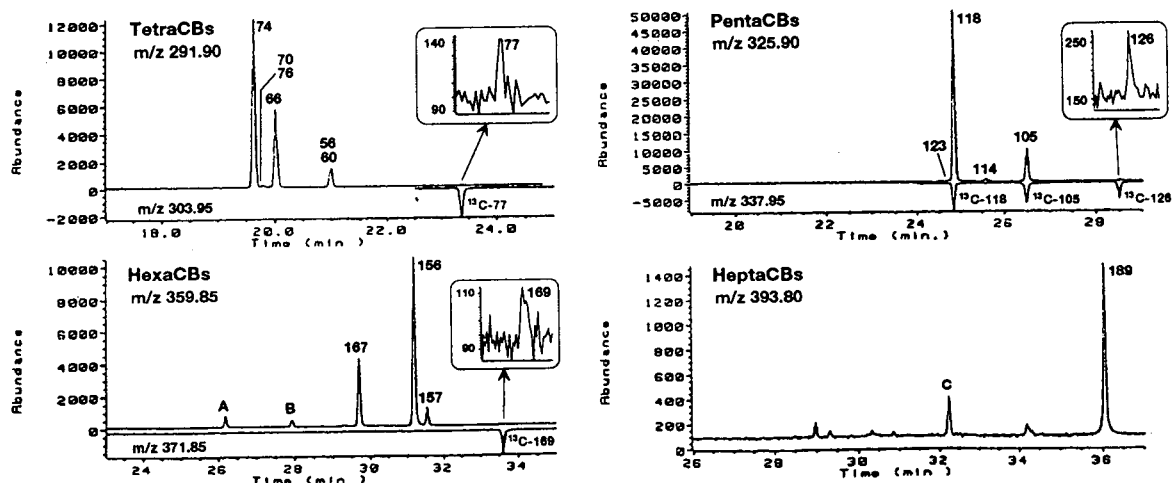 TetraCBs
m/z 291.90
Abundance
12000
10000
8000
6000
4000
2000
0
-2000
74
70
76
66
56
60
140
90
77
13C-77
m/z 303.95
18.0 20.0 22.0 24.0
Time (min.)
PentaCBs
m/z 325.90
Abundance
50000
45000
40000
35000
30000
25000
20000
15000
10000
5000
0
-5000
118
123
114
105
250
150
126
13C-118
13C-105
13C-126
m/z 337.95
20 22 24 26 28
Time (min.)
HexaCBs
m/z 359.85
Abundance
10000
8000
6000
4000
2000
0
A
B
167
156
157
110
90
169
13C-169
m/z 371.85
24 26 28 30 32 34
Time (min.)
HeptaCBs
m/z 393.80
Abundance
1400
1200
1000
800
600
400
200
0
C
189
26 28 30 32 34 36
Time (min.)